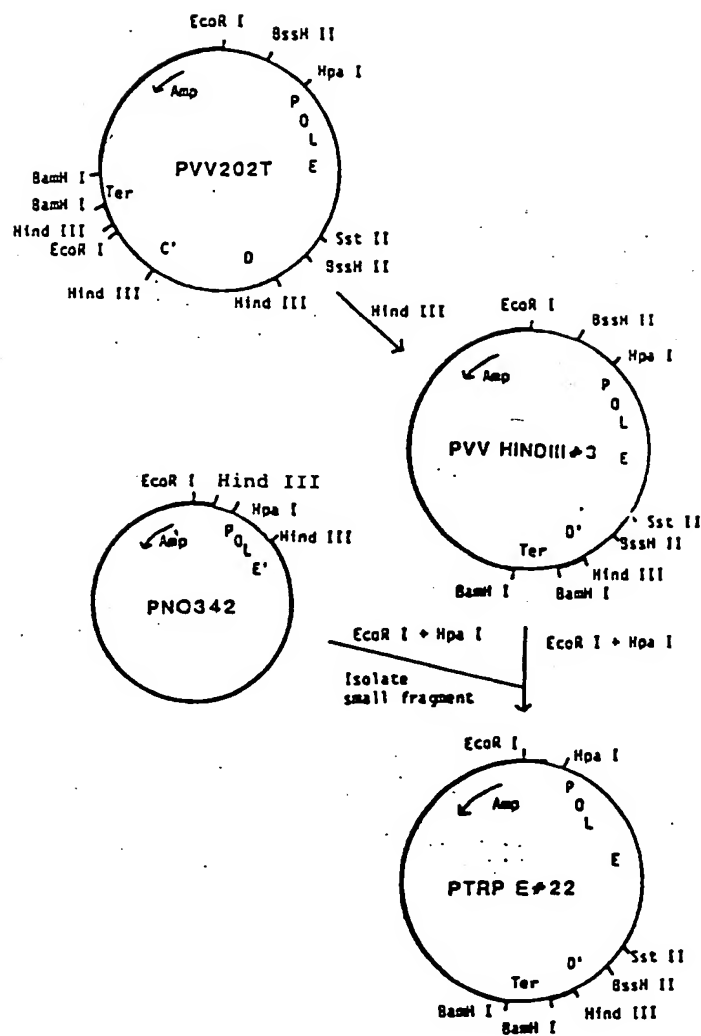 EcoR I
BssH II
Hpa I
Amp
P
O
L
E
PVV202T
BamH I
Ter
BamH I
Hind III
EcoR I
C'
D
Sst II
BssH II
Hind III
Hind III
Hind III
EcoR I
BssH II
Hpa I
Amp
P
O
L
E
PVV HINDIII#3
Sst II
D'
BssH II
Ter
Hind III
BamH I
BamH I
EcoR I
Hind III
Hpa I
Hind III
Amp
P
O
L
E'
PNO342
EcoR I + Hpa I
EcoR I + Hpa I
Isolate
small fragment
EcoR I
Hpa I
Amp
P
O
L
E
PTRP E#22
Sst II
D'
BssH II
Ter
Hind III
BamH I
BamH I